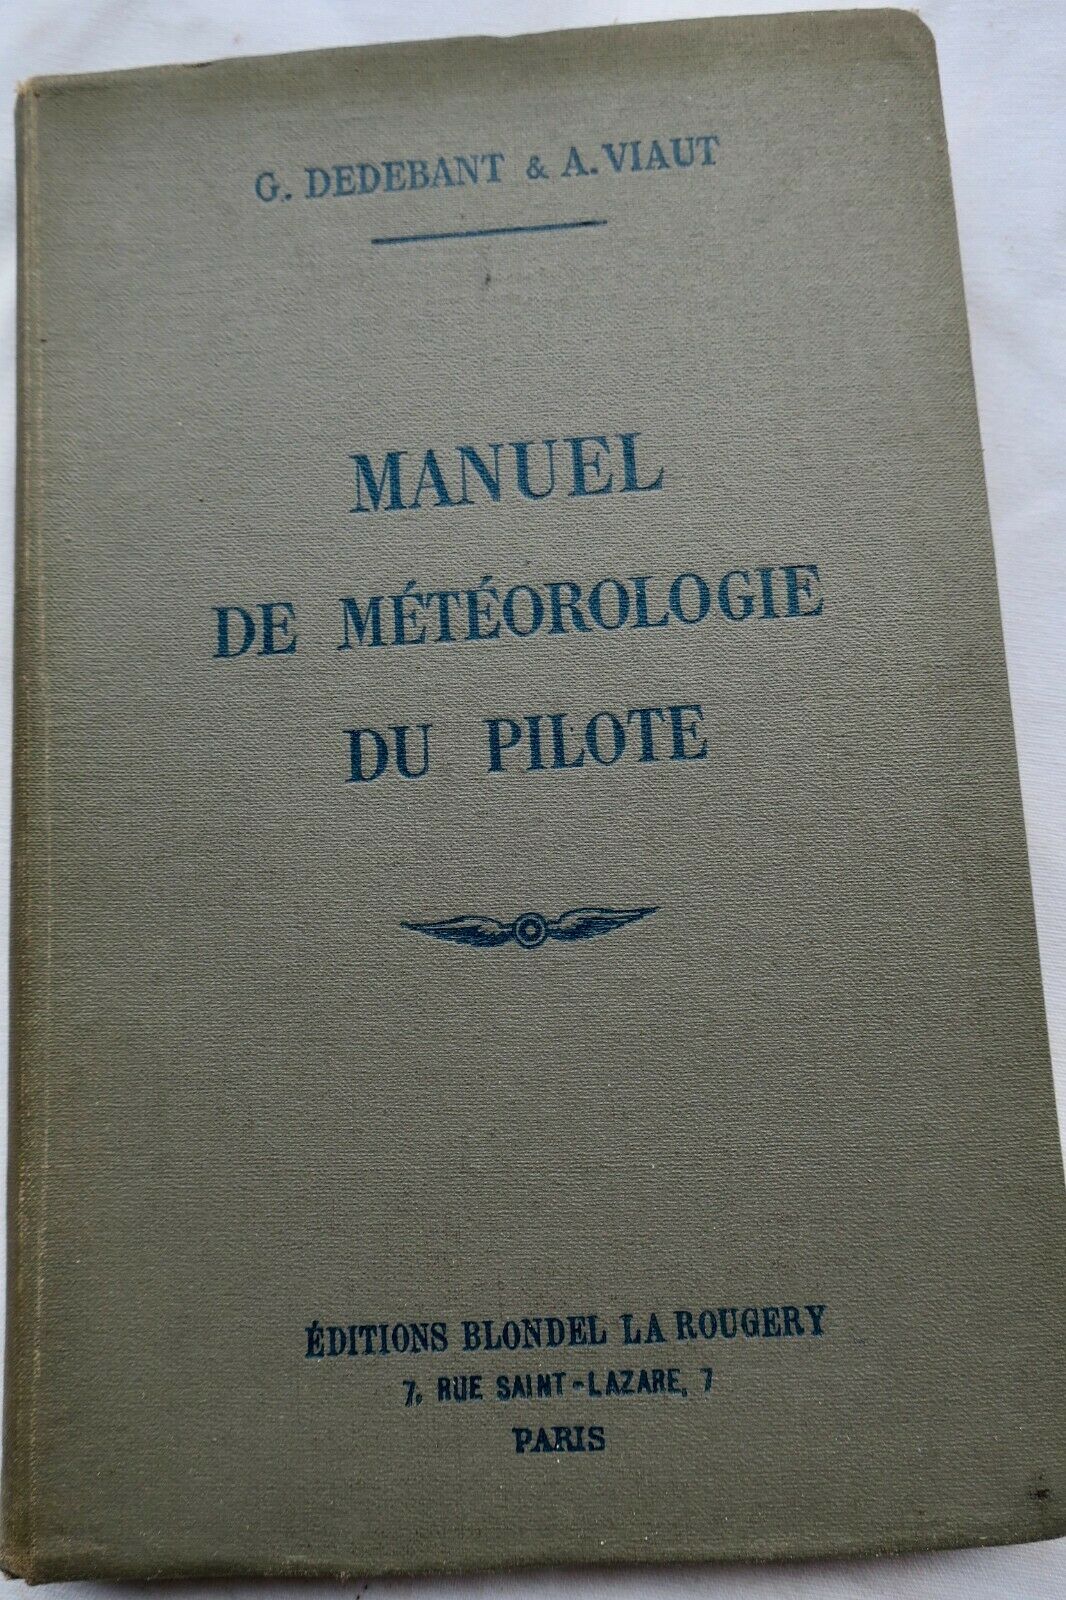 G. DEDEBANT & A. VIAUT
MANUEL
DE MÉTÉOROLOGIE
DU PILOTE
ÉDITIONS BLONDEL LA ROUGERY
7, RUE SAINT-LAZARE, 7
PARIS